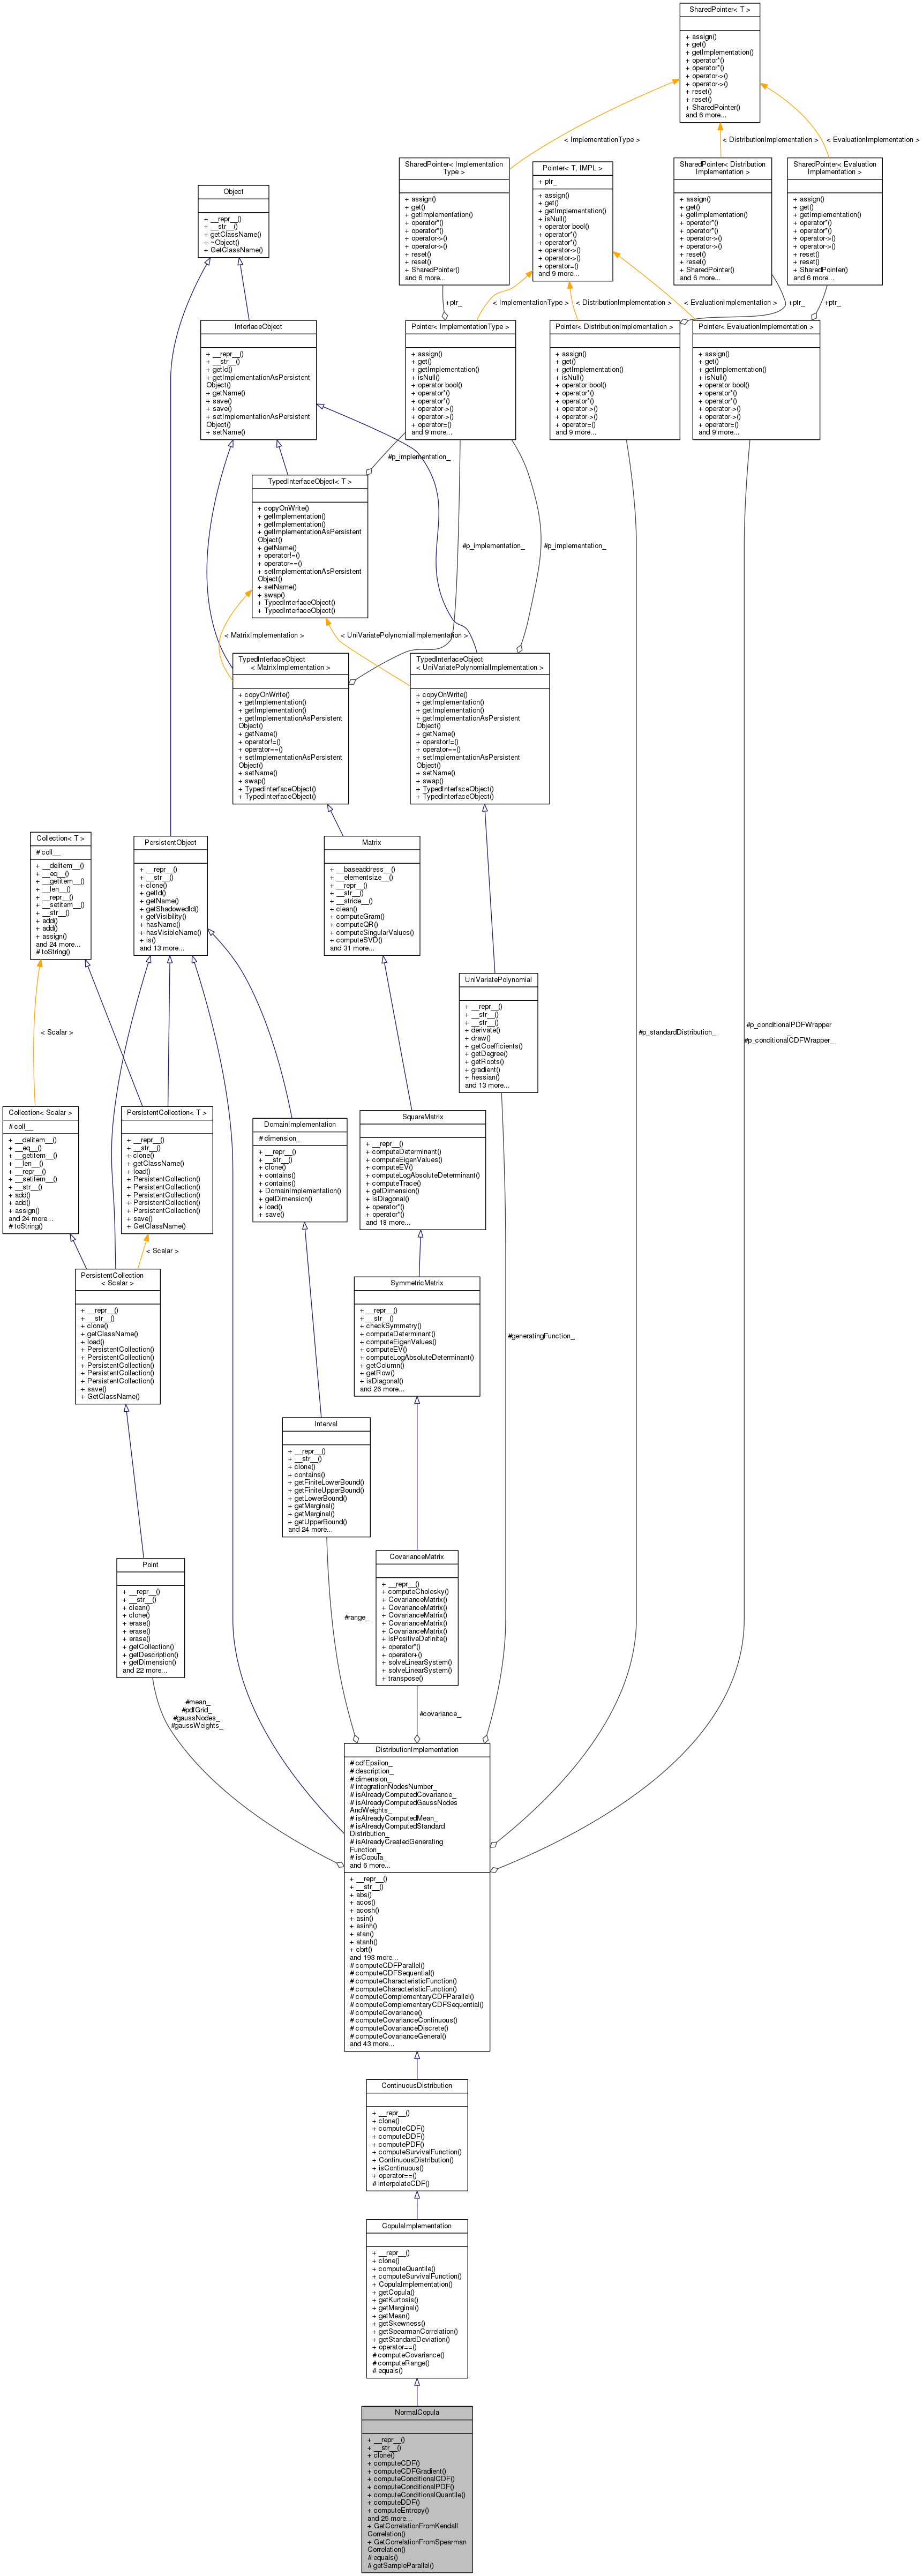 SharedPointer< T >
+ assign()
+ get()
+ getImplementation()
+ operator*()
+ operator*()
+ operator->()
+ operator->()
+ reset()
+ reset()
+ SharedPointer()
and 6 more...
< ImplementationType >
< DistributionImplementation >
< EvaluationImplementation >
SharedPointer< Implementation
Type >
+ assign()
+ get()
+ getImplementation()
+ operator*()
+ operator*()
+ operator->()
+ operator->()
+ reset()
+ reset()
+ SharedPointer()
and 6 more...
Pointer< T, IMPL >
+ ptr_
+ assign()
+ get()
+ getImplementation()
+ isNull()
+ operator bool()
+ operator*()
+ operator*()
+ operator->()
+ operator->()
+ operator=()
and 9 more...
SharedPointer< Distribution
Implementation >
+ assign()
+ get()
+ getImplementation()
+ operator*()
+ operator*()
+ operator->()
+ operator->()
+ reset()
+ reset()
+ SharedPointer()
and 6 more...
SharedPointer< Evaluation
Implementation >
+ assign()
+ get()
+ getImplementation()
+ operator*()
+ operator*()
+ operator->()
+ operator->()
+ reset()
+ reset()
+ SharedPointer()
and 6 more...
Object
+ __repr__()
+ __str__()
+ getClassName()
+ ~Object()
+ GetClassName()
+ptr_
< ImplementationType >
< DistributionImplementation >
< EvaluationImplementation >
+ptr_
+ptr_
InterfaceObject
+ __repr__()
+ __str__()
+ getId()
+ getImplementationAsPersistent
Object()
+ getName()
+ save()
+ save()
+ setImplementationAsPersistent
Object()
+ setName()
Pointer< ImplementationType >
+ assign()
+ get()
+ getImplementation()
+ isNull()
+ operator bool()
+ operator*()
+ operator*()
+ operator->()
+ operator->()
+ operator=()
and 9 more...
Pointer< DistributionImplementation >
+ assign()
+ get()
+ getImplementation()
+ isNull()
+ operator bool()
+ operator*()
+ operator*()
+ operator->()
+ operator->()
+ operator=()
and 9 more...
Pointer< EvaluationImplementation >
+ assign()
+ get()
+ getImplementation()
+ isNull()
+ operator bool()
+ operator*()
+ operator*()
+ operator->()
+ operator->()
+ operator=()
and 9 more...
#p_implementation_
TypedInterfaceObject< T >
+ copyOnWrite()
+ getImplementation()
+ getImplementation()
+ getImplementationAsPersistent
Object()
+ getName()
+ operator!=()
+ operator==()
+ setImplementationAsPersistent
Object()
+ setName()
+ swap()
+ TypedInterfaceObject()
+ TypedInterfaceObject()
#p_implementation_
#p_implementation_
< MatrixImplementation >
< UniVariatePolynomialImplementation >
TypedInterfaceObject
< MatrixImplementation >
+ copyOnWrite()
+ getImplementation()
+ getImplementation()
+ getImplementationAsPersistent
Object()
+ getName()
+ operator!=()
+ operator==()
+ setImplementationAsPersistent
Object()
+ setName()
+ swap()
+ TypedInterfaceObject()
+ TypedInterfaceObject()
TypedInterfaceObject
< UniVariatePolynomialImplementation >
+ copyOnWrite()
+ getImplementation()
+ getImplementation()
+ getImplementationAsPersistent
Object()
+ getName()
+ operator!=()
+ operator==()
+ setImplementationAsPersistent
Object()
+ setName()
+ swap()
+ TypedInterfaceObject()
+ TypedInterfaceObject()
Collection< T >
# coll__
+ __delitem__()
+ __eq__()
+ __getitem__()
+ __len__()
+ __repr__()
+ __setitem__()
+ __str__()
+ add()
+ add()
+ assign()
and 24 more...
# toString()
PersistentObject
+ __repr__()
+ __str__()
+ clone()
+ getId()
+ getName()
+ getShadowedId()
+ getVisibility()
+ hasName()
+ hasVisibleName()
+ is()
and 13 more...
Matrix
+ __baseaddress__()
+ __elementsize__()
+ __repr__()
+ __str__()
+ __stride__()
+ clean()
+ computeGram()
+ computeQR()
+ computeSingularValues()
+ computeSVD()
and 31 more...
UniVariatePolynomial
+ __repr__()
+ __str__()
+ __str__()
+ derivate()
+ draw()
+ getCoefficients()
+ getDegree()
+ getRoots()
+ gradient()
+ hessian()
and 13 more...
< Scalar >
#p_standardDistribution_
#p_conditionalPDFWrapper
_
#p_conditionalCDFWrapper_
Collection< Scalar >
# coll__
+ __delitem__()
+ __eq__()
+ __getitem__()
+ __len__()
+ __repr__()
+ __setitem__()
+ __str__()
+ add()
+ add()
+ assign()
and 24 more...
# toString()
PersistentCollection< T >
+ __repr__()
+ __str__()
+ clone()
+ getClassName()
+ load()
+ PersistentCollection()
+ PersistentCollection()
+ PersistentCollection()
+ PersistentCollection()
+ PersistentCollection()
+ save()
+ GetClassName()
DomainImplementation
# dimension_
+ __repr__()
+ __str__()
+ clone()
+ contains()
+ contains()
+ DomainImplementation()
+ getDimension()
+ load()
+ save()
SquareMatrix
+ __repr__()
+ computeDeterminant()
+ computeEigenValues()
+ computeEV()
+ computeLogAbsoluteDeterminant()
+ computeTrace()
+ getDimension()
+ isDiagonal()
+ operator*()
+ operator*()
and 18 more...
< Scalar >
PersistentCollection
< Scalar >
+ __repr__()
+ __str__()
+ clone()
+ getClassName()
+ load()
+ PersistentCollection()
+ PersistentCollection()
+ PersistentCollection()
+ PersistentCollection()
+ PersistentCollection()
+ save()
+ GetClassName()
SymmetricMatrix
+ __repr__()
+ __str__()
+ checkSymmetry()
+ computeDeterminant()
+ computeEigenValues()
+ computeEV()
+ computeLogAbsoluteDeterminant()
+ getColumn()
+ getRow()
+ isDiagonal()
and 26 more...
#generatingFunction_
Interval
+ __repr__()
+ __str__()
+ clone()
+ contains()
+ getFiniteLowerBound()
+ getFiniteUpperBound()
+ getLowerBound()
+ getMarginal()
+ getMarginal()
+ getUpperBound()
and 24 more...
Point
+ __repr__()
+ __str__()
+ clean()
+ clone()
+ erase()
+ erase()
+ erase()
+ getCollection()
+ getDescription()
+ getDimension()
and 22 more...
CovarianceMatrix
+ __repr__()
+ computeCholesky()
+ CovarianceMatrix()
+ CovarianceMatrix()
+ CovarianceMatrix()
+ CovarianceMatrix()
+ CovarianceMatrix()
+ isPositiveDefinite()
+ operator*()
+ operator+()
+ solveLinearSystem()
+ solveLinearSystem()
+ transpose()
#range_
#mean_
#pdfGrid_
#gaussNodes_
#gaussWeights_
#covariance_
DistributionImplementation
# cdfEpsilon_
# description_
# dimension_
# integrationNodesNumber_
# isAlreadyComputedCovariance_
# isAlreadyComputedGaussNodes
AndWeights_
# isAlreadyComputedMean_
# isAlreadyComputedStandard
Distribution_
# isAlreadyCreatedGenerating
Function_
# isCopula_
and 6 more...
+ __repr__()
+ __str__()
+ abs()
+ acos()
+ acosh()
+ asin()
+ asinh()
+ atan()
+ atanh()
+ cbrt()
and 193 more...
# computeCDFParallel()
# computeCDFSequential()
# computeCharacteristicFunction()
# computeCharacteristicFunction()
# computeComplementaryCDFParallel()
# computeComplementaryCDFSequential()
# computeCovariance()
# computeCovarianceContinuous()
# computeCovarianceDiscrete()
# computeCovarianceGeneral()
and 43 more...
ContinuousDistribution
+ __repr__()
+ clone()
+ computeCDF()
+ computeDDF()
+ computePDF()
+ computeSurvivalFunction()
+ ContinuousDistribution()
+ isContinuous()
+ operator==()
# interpolateCDF()
CopulaImplementation
+ __repr__()
+ clone()
+ computeQuantile()
+ computeSurvivalFunction()
+ CopulaImplementation()
+ getCopula()
+ getKurtosis()
+ getMarginal()
+ getMean()
+ getSkewness()
+ getSpearmanCorrelation()
+ getStandardDeviation()
+ operator==()
# computeCovariance()
# computeRange()
# equals()
NormalCopula
+ __repr__()
+ __str__()
+ clone()
+ computeCDF()
+ computeCDFGradient()
+ computeConditionalCDF()
+ computeConditionalPDF()
+ computeConditionalQuantile()
+ computeDDF()
+ computeEntropy()
and 25 more...
+ GetCorrelationFromKendall
Correlation()
+ GetCorrelationFromSpearman
Correlation()
# equals()
# getSampleParallel()